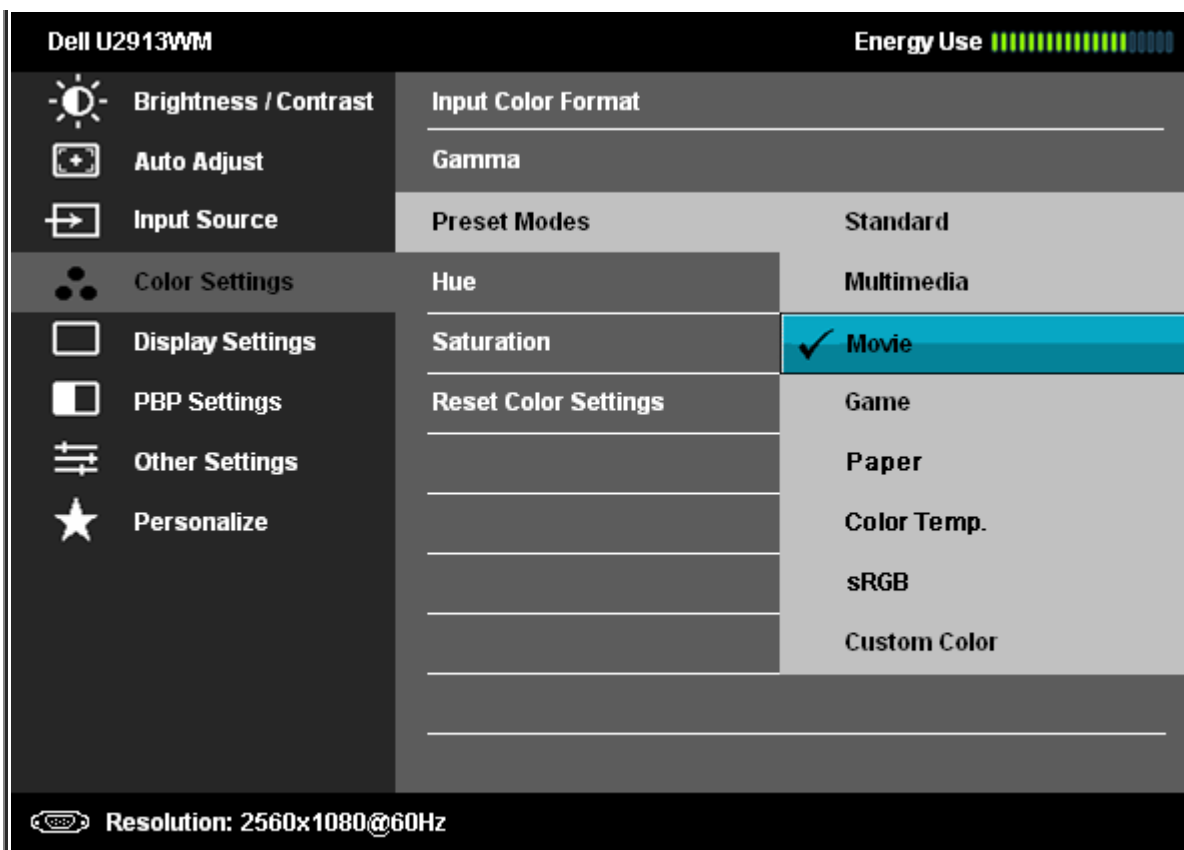 Dell U2913WM Energy Use
Brightness / Contrast Input Color Format
Auto Adjust Gamma
Input Source Preset Modes Standard
Color Settings Hue Multimedia
Display Settings Saturation Movie
PBP Settings Reset Color Settings Game
Other Settings Paper
Personalize Color Temp.
sRGB
Custom Color
Resolution: 2560x1080@60Hz